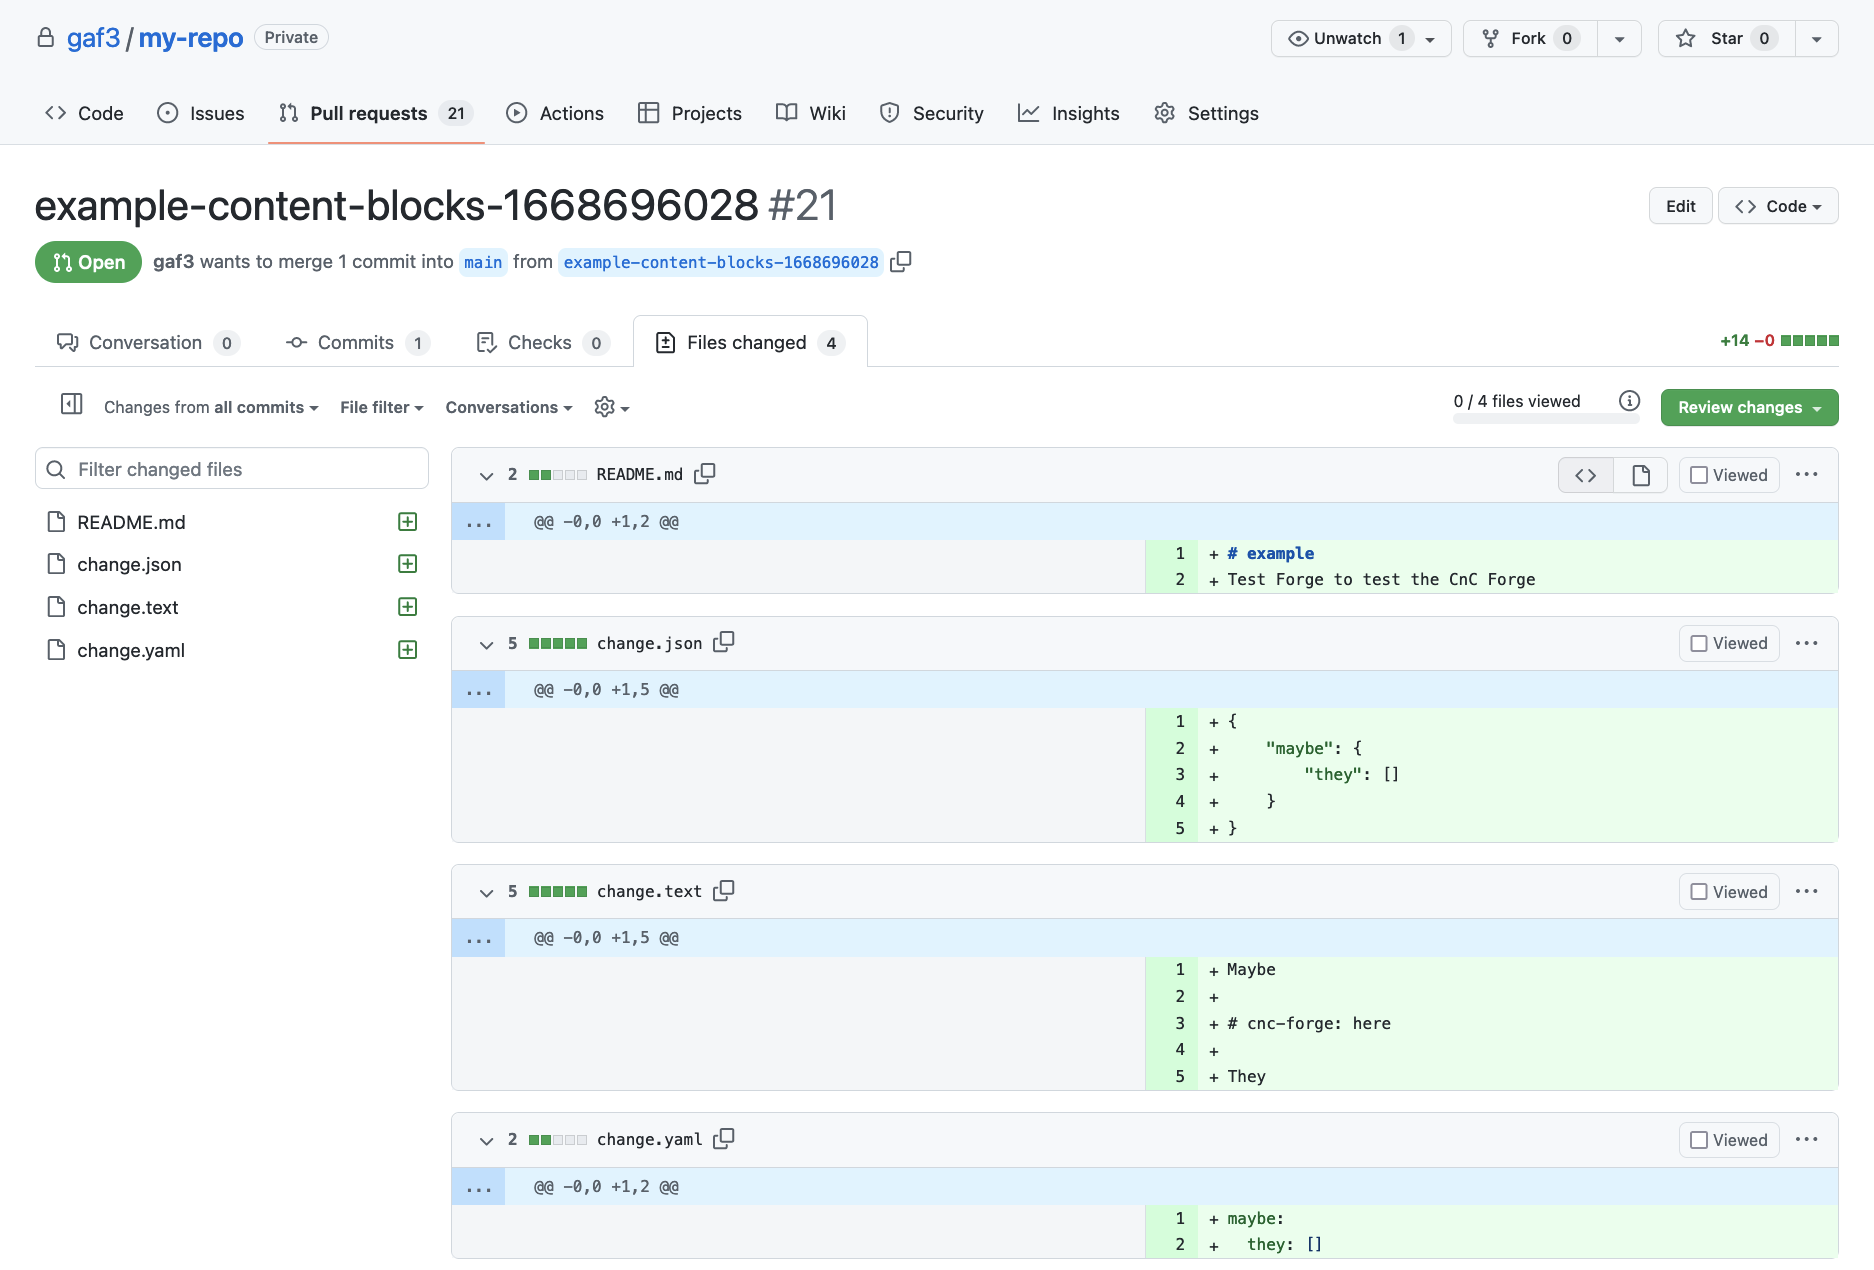 gaf3 / my-repo Private
Unwatch 1
Fork 0
Star 0
Code
Issues
Pull requests 21
Actions
Projects
Wiki
Security
Insights
Settings
example-content-blocks-1668696028 #21
Edit
Code
Open
gaf3 wants to merge 1 commit into main from example-content-blocks-1668696028
Conversation 0
Commits 1
Checks 0
Files changed 4
+14 −0
Changes from all commits
File filter
Conversations
0 / 4 files viewed
Review changes
Filter changed files
README.md
change.json
change.text
change.yaml
2 README.md
Viewed
...
@@ -0,0 +1,2 @@
1 + # example
2 + Test Forge to test the CnC Forge
5 change.json
Viewed
...
@@ -0,0 +1,5 @@
1 + {
2 +     "maybe": {
3 +         "they": []
4 +     }
5 + }
5 change.text
Viewed
...
@@ -0,0 +1,5 @@
1 + Maybe
2 +
3 + # cnc-forge: here
4 +
5 + They
2 change.yaml
Viewed
...
@@ -0,0 +1,2 @@
1 + maybe:
2 +   they: []